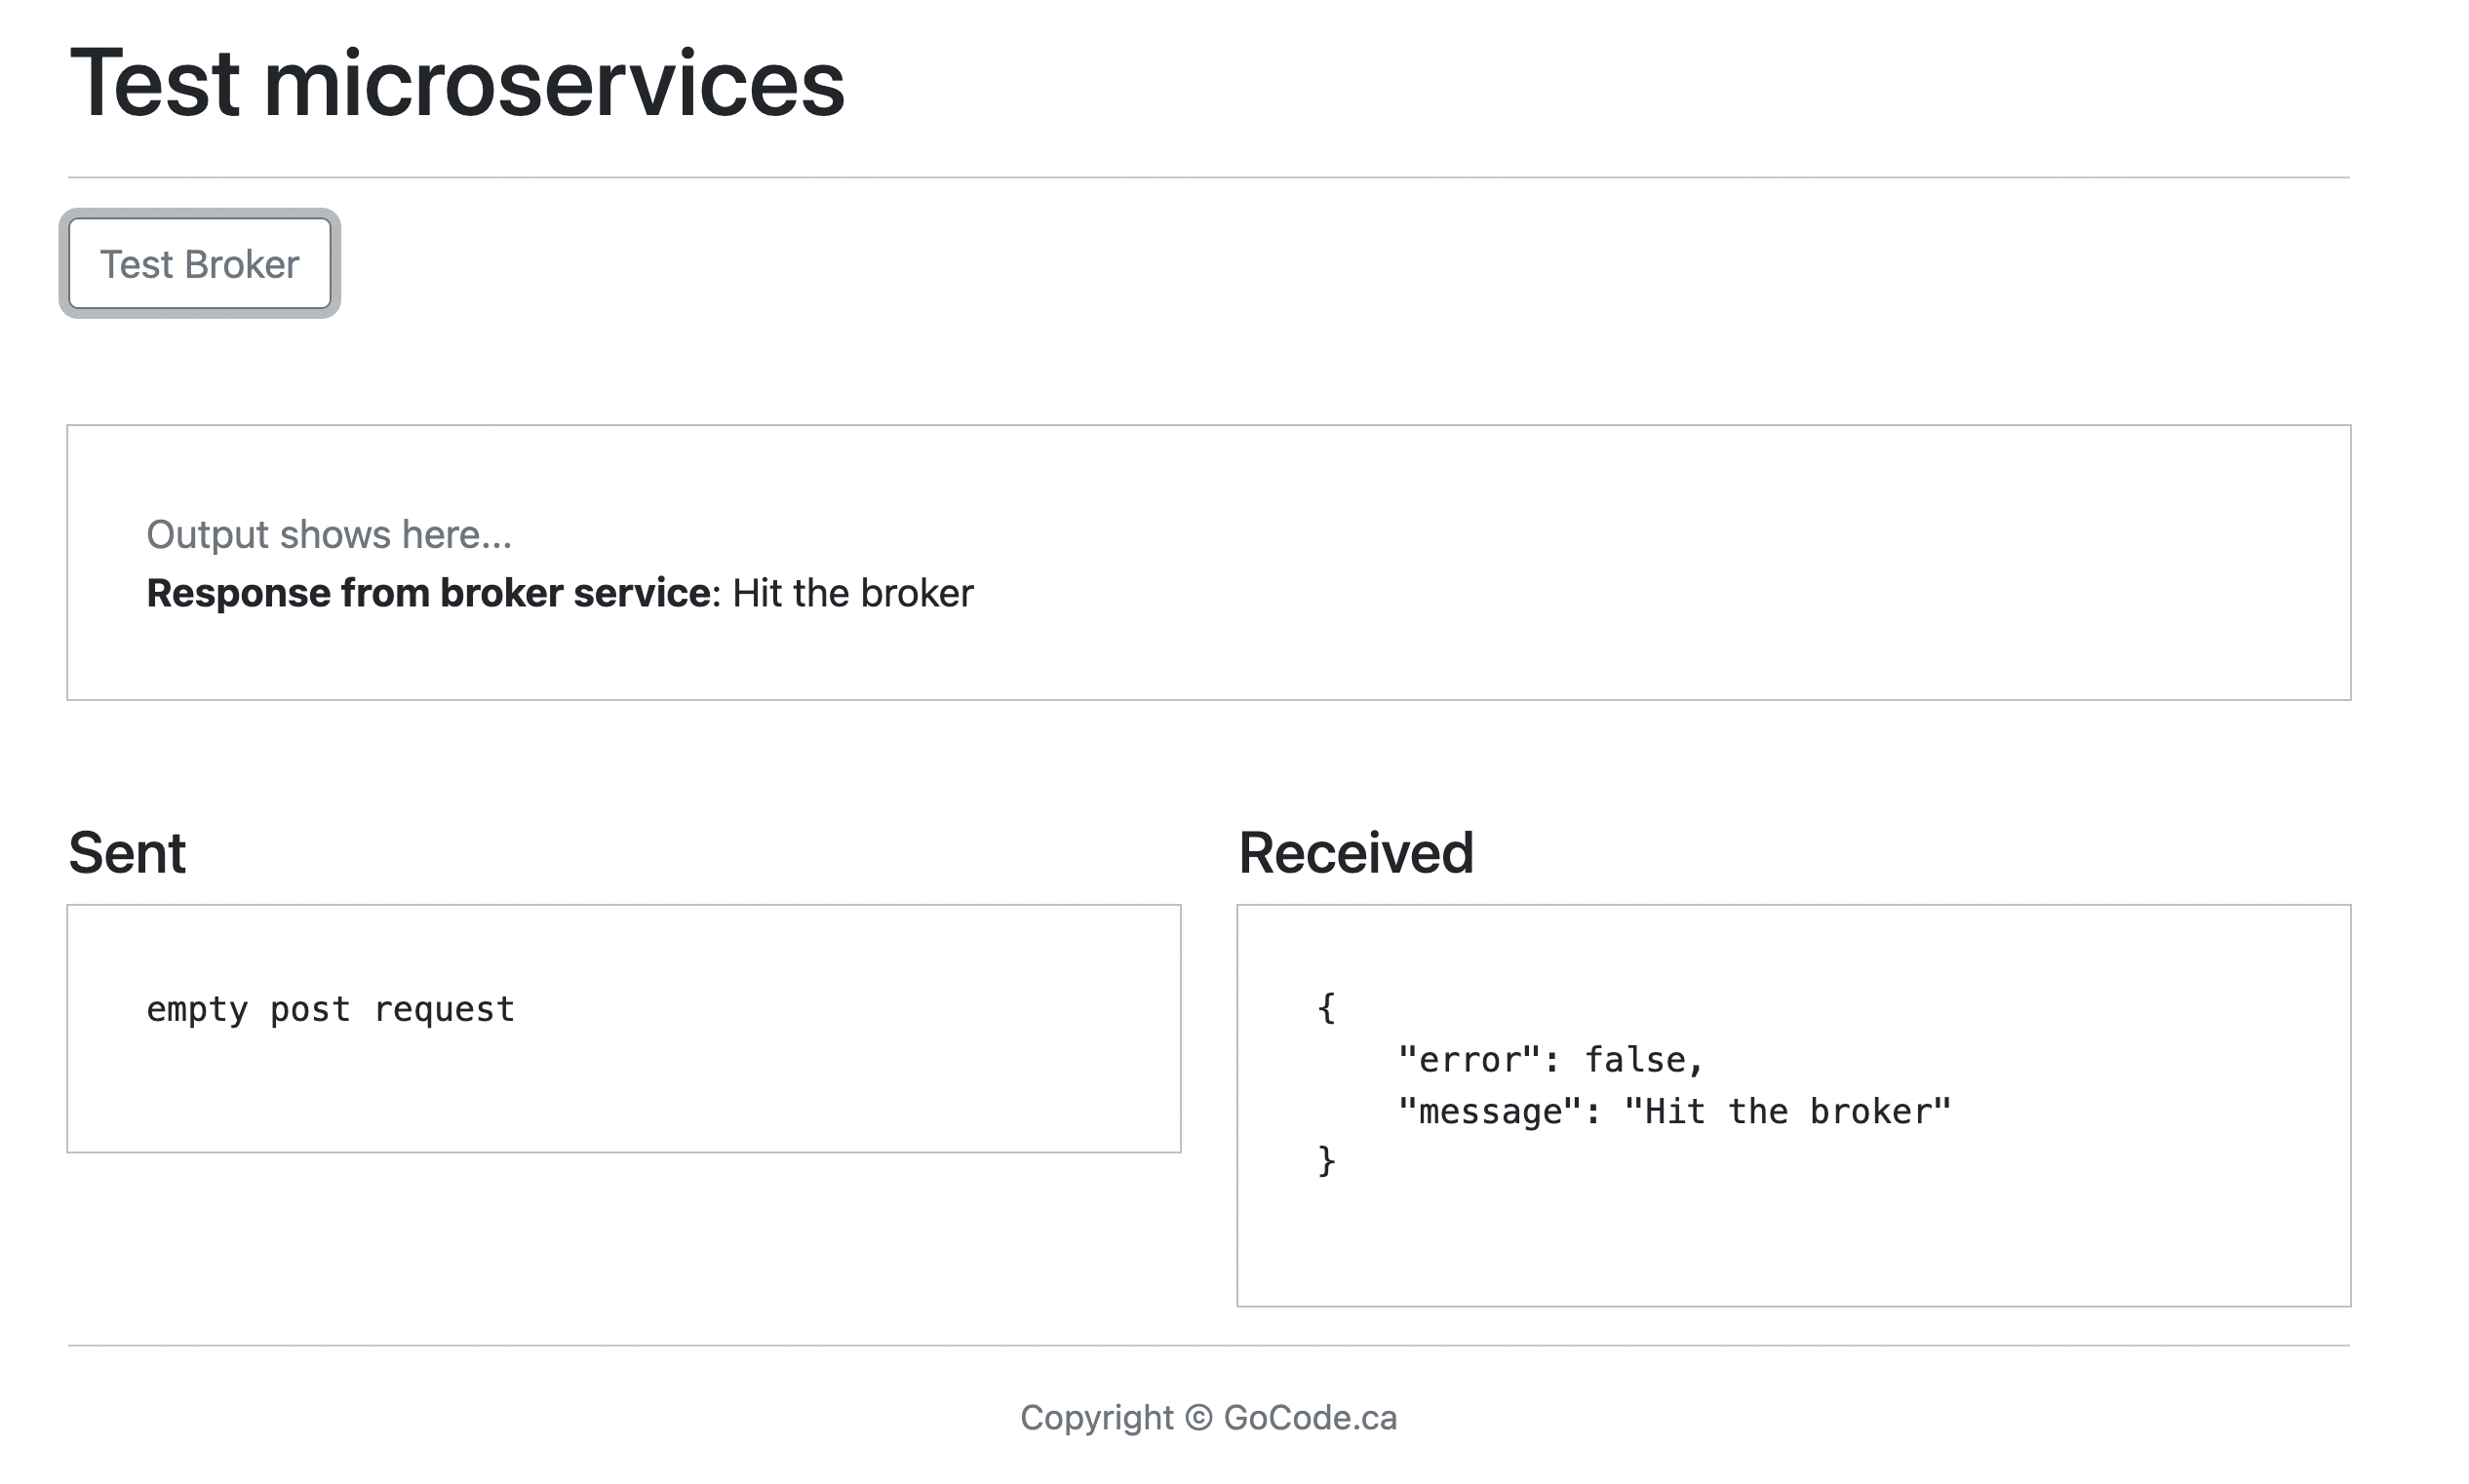 Test microservices
Test Broker
Output shows here...
Response from broker service: Hit the broker
Sent
empty post request
Received
{
    "error": false,
    "message": "Hit the broker"
}
Copyright © GoCode.ca